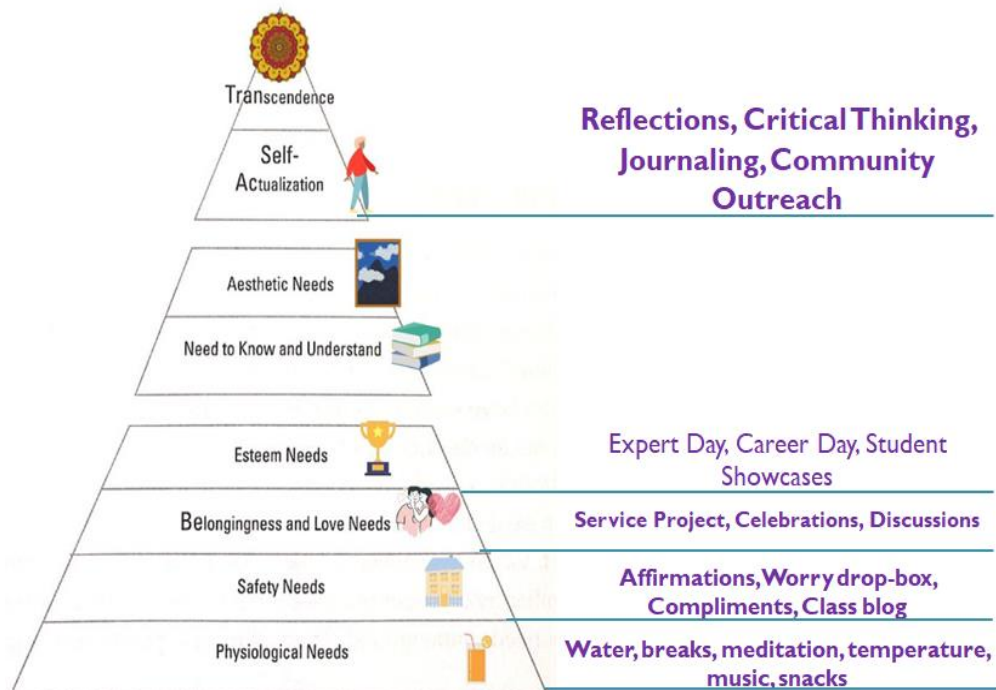 Transcendence
Self-
Actualization
Reflections, Critical Thinking,
Journaling, Community
Outreach
Aesthetic Needs
Need to Know and Understand
Esteem Needs
Expert Day, Career Day, Student
Showcases
Belongingness and Love Needs
Service Project, Celebrations, Discussions
Safety Needs
Affirmations, Worry drop-box,
Compliments, Class blog
Physiological Needs
Water, breaks, meditation, temperature,
music, snacks